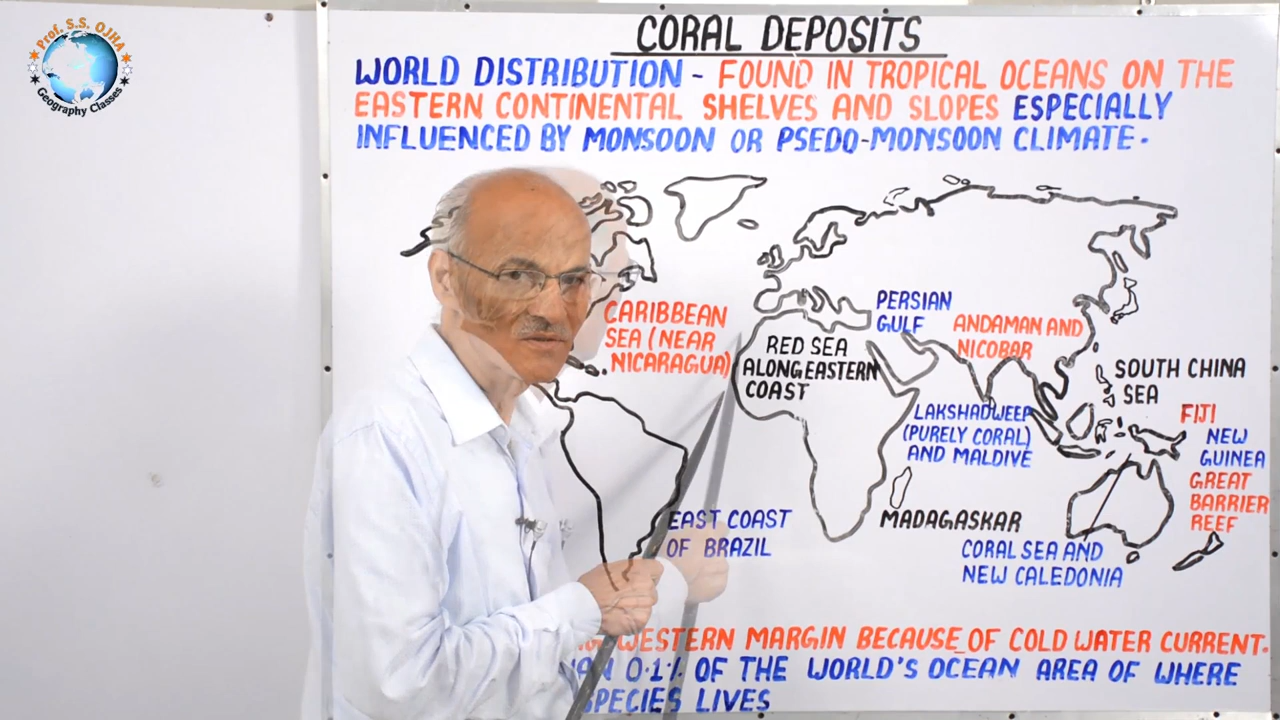 Prof. S.S. OJHA
Geography Classes
CORAL DEPOSITS
WORLD DISTRIBUTION - FOUND IN TROPICAL OCEANS ON THE
EASTERN CONTINENTAL SHELVES AND SLOPES ESPECIALLY
INFLUENCED BY MONSOON OR PSEDO-MONSOON CLIMATE.
CARIBBEAN
SEA (NEAR
NICARAGUA)
RED SEA
ALONG EASTERN
COAST
PERSIAN
GULF
ANDAMAN AND
NICOBAR
SOUTH CHINA
SEA
LAKSHADWEEP
(PURELY CORAL)
AND MALDIVE
FIJI
NEW
GUINEA
GREAT
BARRIER
REEF
EAST COAST
OF BRAZIL
MADAGASKAR
CORAL SEA AND
NEW CALEDONIA
WESTERN MARGIN BECAUSE OF COLD WATER CURRENT.
0.1% OF THE WORLD'S OCEAN AREA OF WHERE
SPECIES LIVES